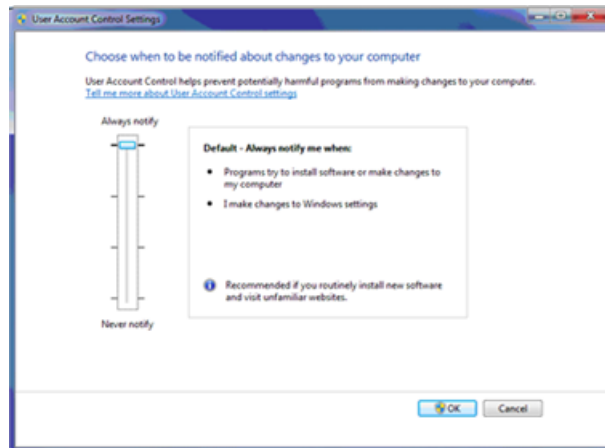 User Account Control Settings
Choose when to be notified about changes to your computer
User Account Control helps prevent potentially harmful programs from making changes to your computer.
Tell me more about User Account Control settings
Always notify
Default - Always notify me when:
Programs try to install software or make changes to
my computer
I make changes to Windows settings
Recommended if you routinely install new software
and visit unfamiliar websites.
Never notify
OK
Cancel